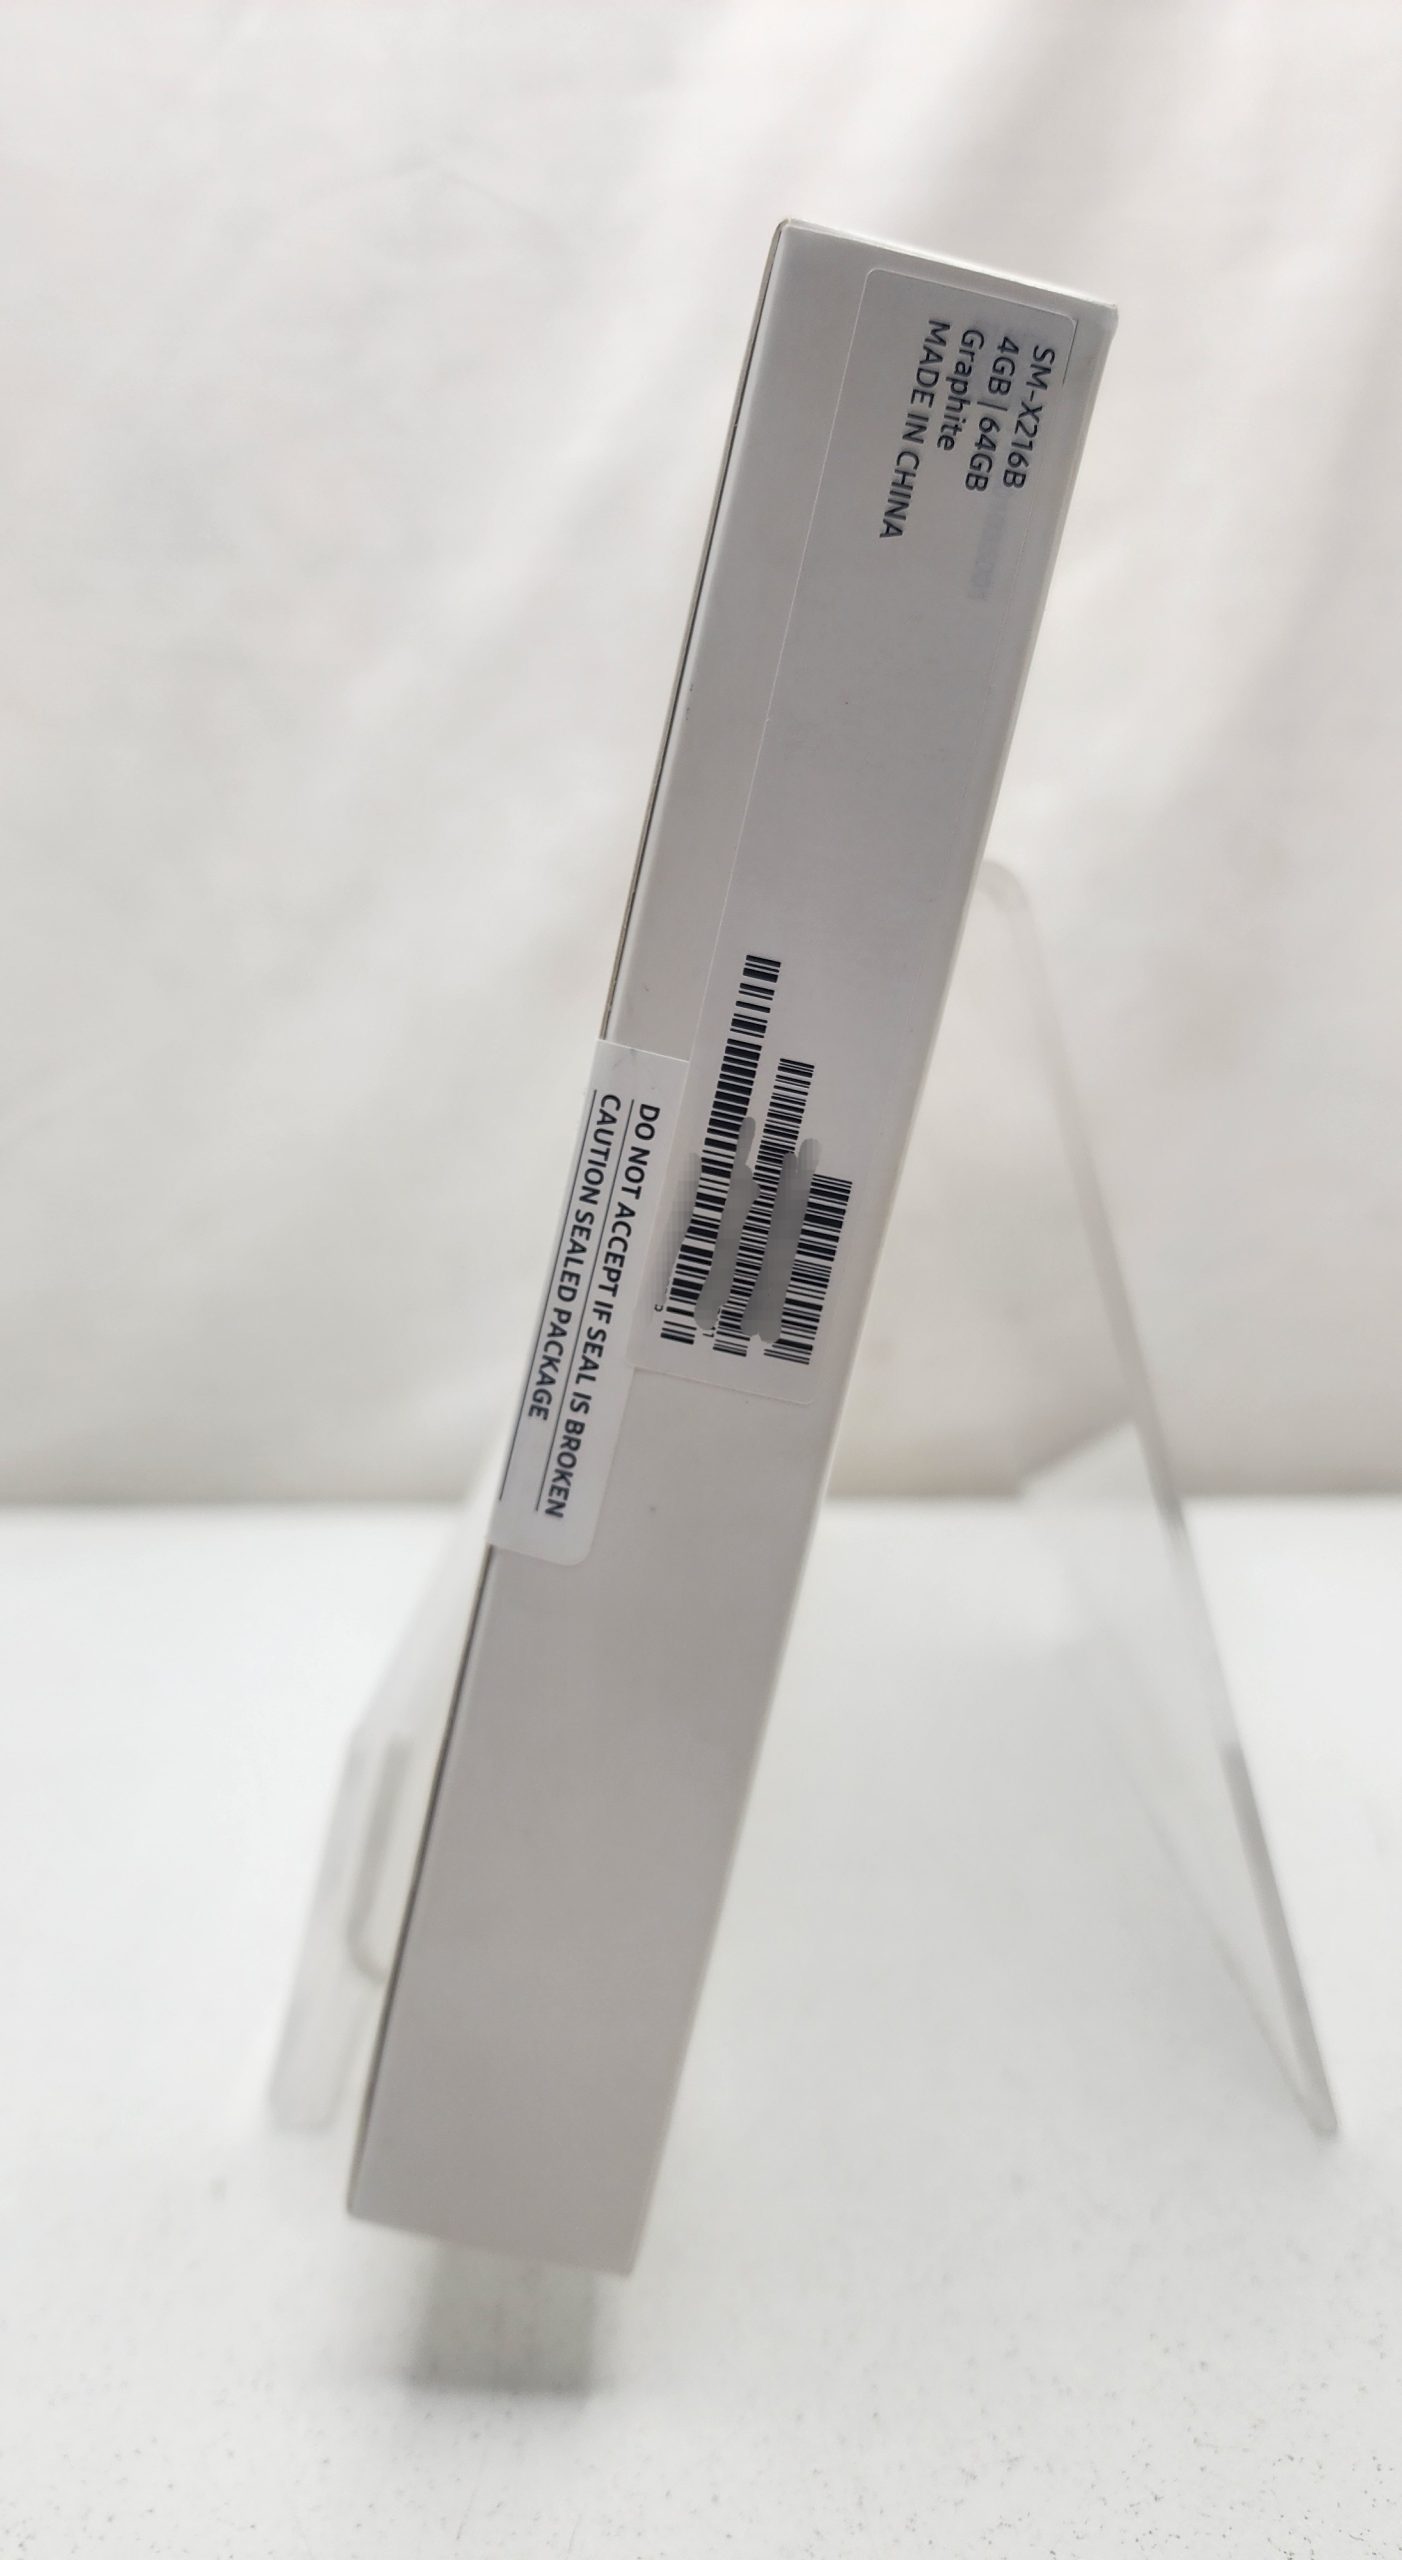 SM-X216B
4GB | 64GB
Graphite
MADE IN CHINA
DO NOT ACCEPT IF SEAL IS BROKEN
CAUTION SEALED PACKAGE